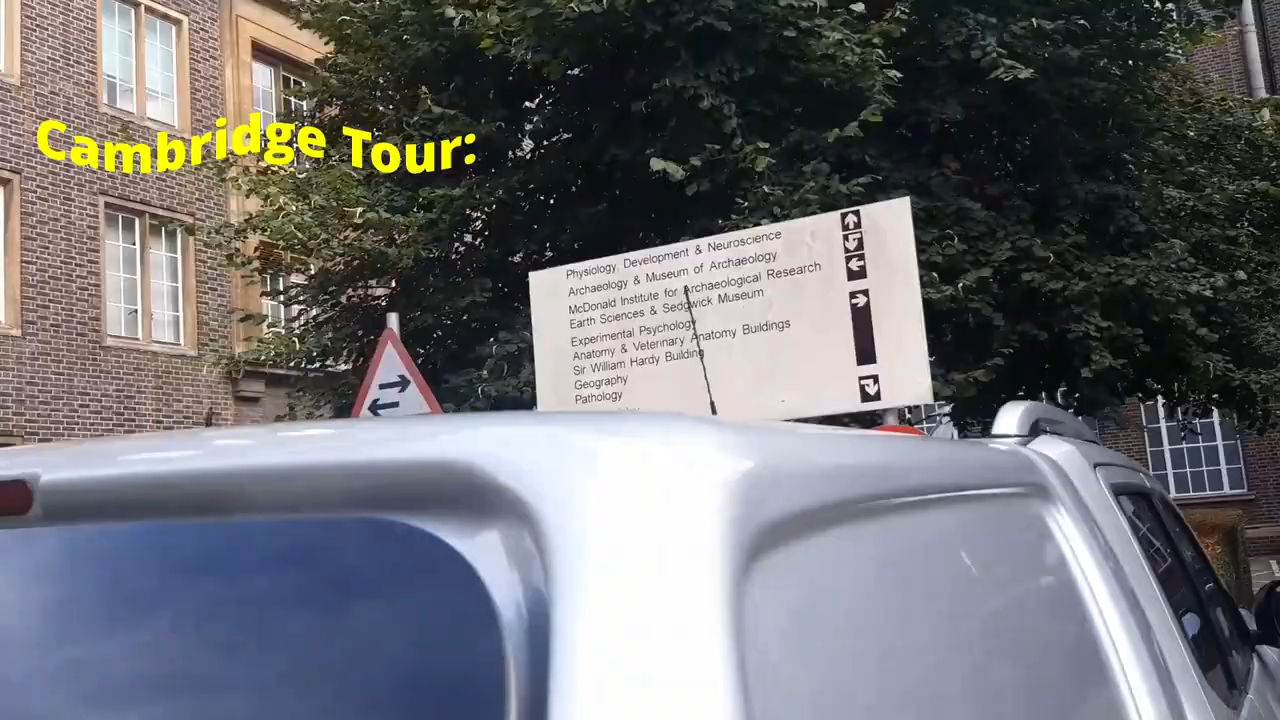 Cambridge Tour:
Physiology, Development & Neuroscience
Archaeology & Museum of Archaeology
McDonald Institute for Archaeological Research
Earth Sciences & Sedgwick Museum
Experimental Psychology
Anatomy & Veterinary Anatomy Buildings
Sir William Hardy Building
Geography
Pathology